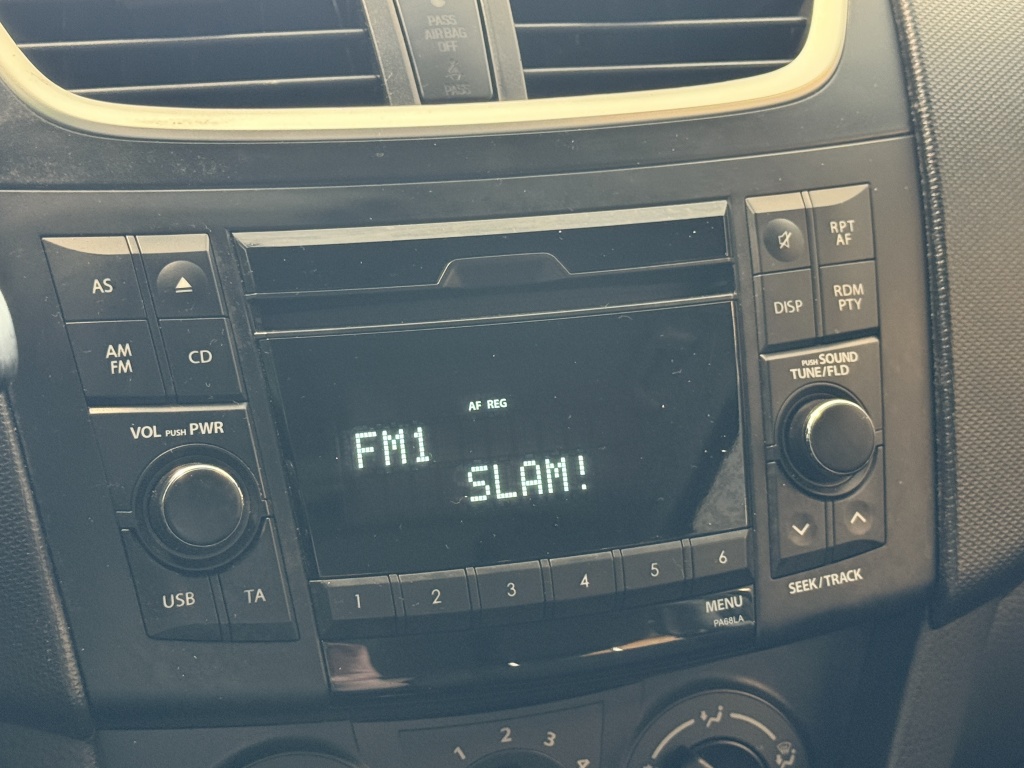 PASS
AIRBAG
OFF
PASS
AS
AM
FM
CD
VOL PUSH PWR
USB
TA
AF REG
FM1
SLAM!
1 2 3 4 5 6
MENU
PA68LA
RPT
AF
DISP
RDM
PTY
PUSH SOUND
TUNE/FLD
SEEK/TRACK
1 2 3 4